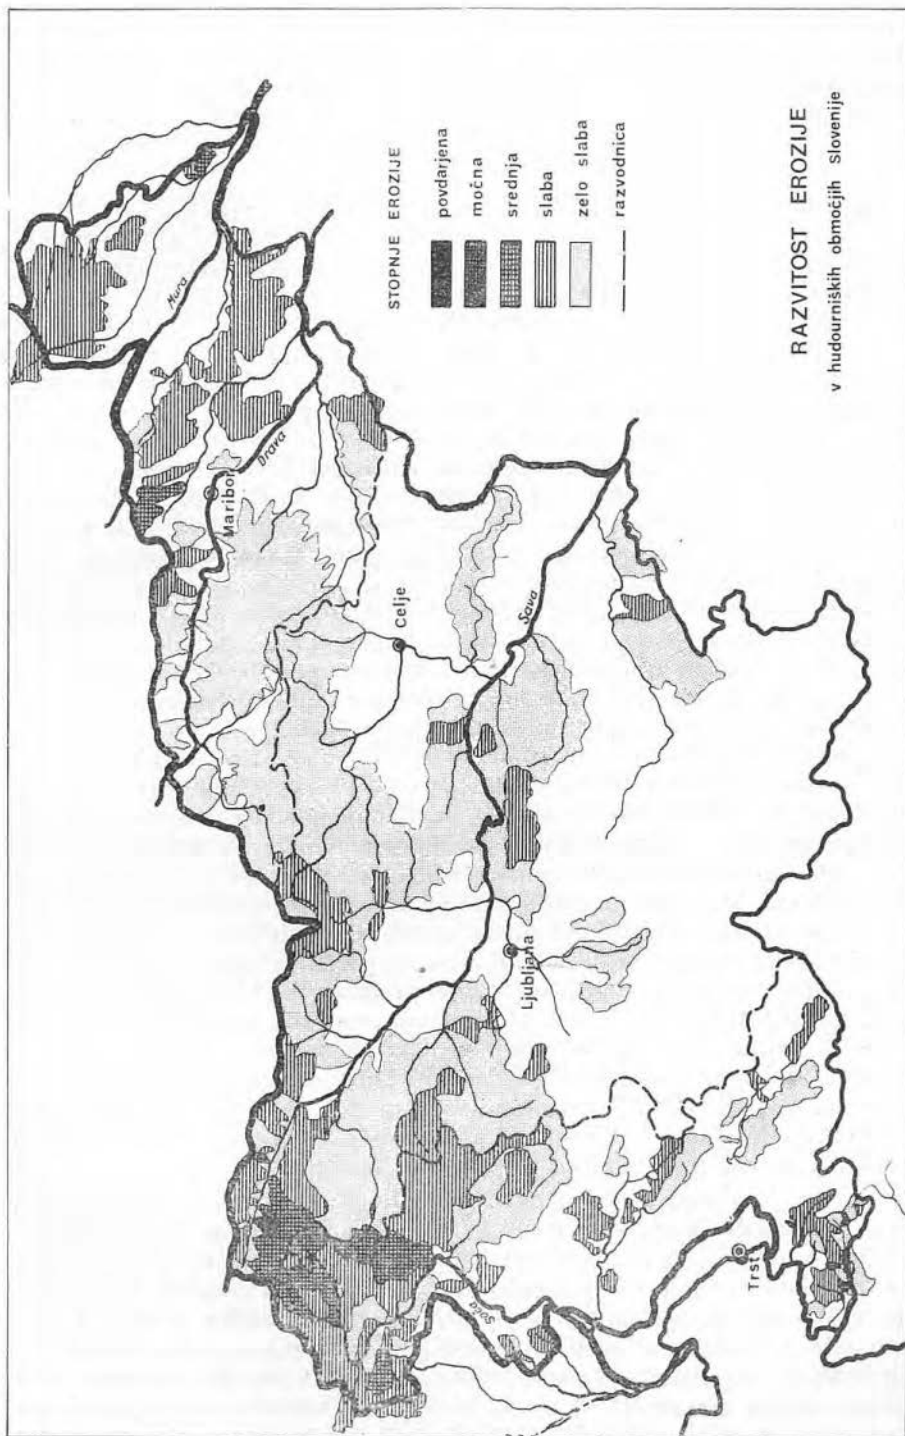 RAZVITOST EROZIJE
v hudourniških območjih Slovenije
STOPNJE EROZIJE
povdarjena
močna
srednja
slaba
zelo slaba
razvodnica
Mura
Drava
Maribor
Celje
Sava
Ljubljana
Soča
Trst